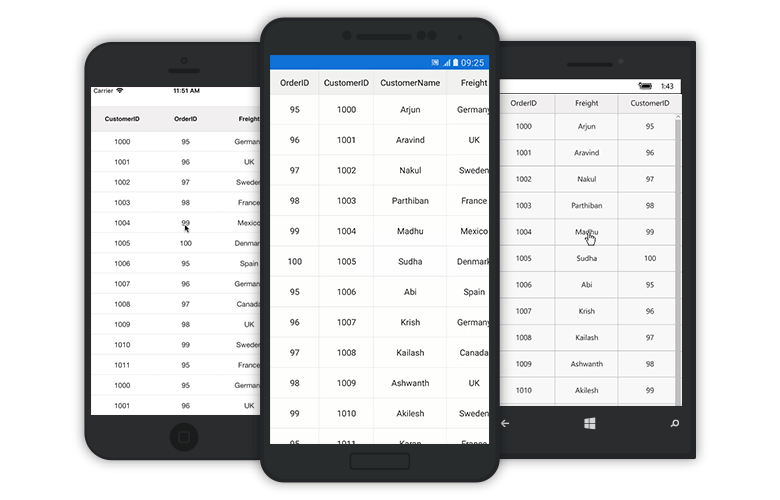 Carrier 11:51 AM
CustomerID OrderID Freight
1000 95 German
1001 96 UK
1002 97 Swede
1003 98 France
1004 99 Mexico
1005 100 Denmar
1006 95 Spain
1007 96 German
1008 97 Canada
1009 98 UK
1010 99 Swede
1011 95 France
1000 95 German
1001 96 UK
09:25
OrderID CustomerID CustomerName Freight
95 1000 Arjun Germany
96 1001 Aravind UK
97 1002 Nakul Sweden
98 1003 Parthiban France
99 1004 Madhu Mexico
100 1005 Sudha Denmark
95 1006 Abi Spain
96 1007 Krish Germany
97 1008 Kailash Canada
98 1009 Ashwanth UK
99 1010 Akilesh Sweden
95 1011 Karan France
1:43
OrderID Freight CustomerID
1000 Arjun 95
1001 Aravind 96
1002 Nakul 97
1003 Parthiban 98
1004 Madhu 99
1005 Sudha 100
1006 Abi 95
1007 Krish 96
1008 Kailash 97
1009 Ashwanth 98
1010 Akilesh 99